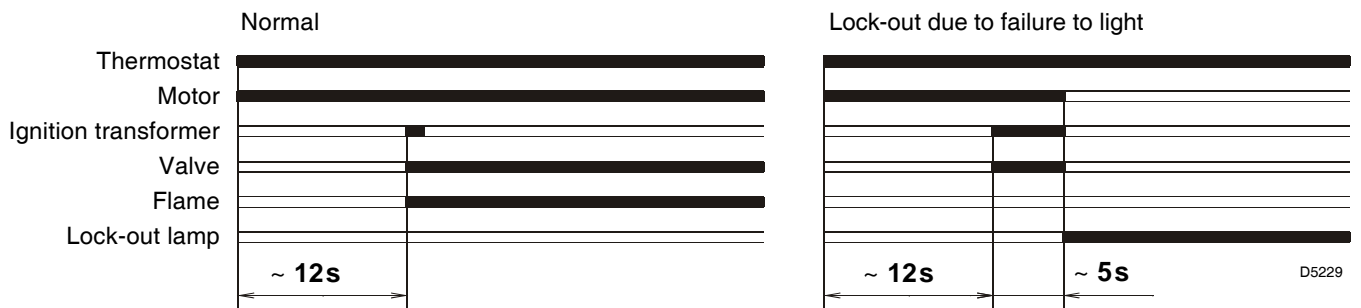 Normal
Lock-out due to failure to light
Thermostat
Motor
Ignition transformer
Valve
Flame
Lock-out lamp
~ 12s
~ 12s
~ 5s
D5229